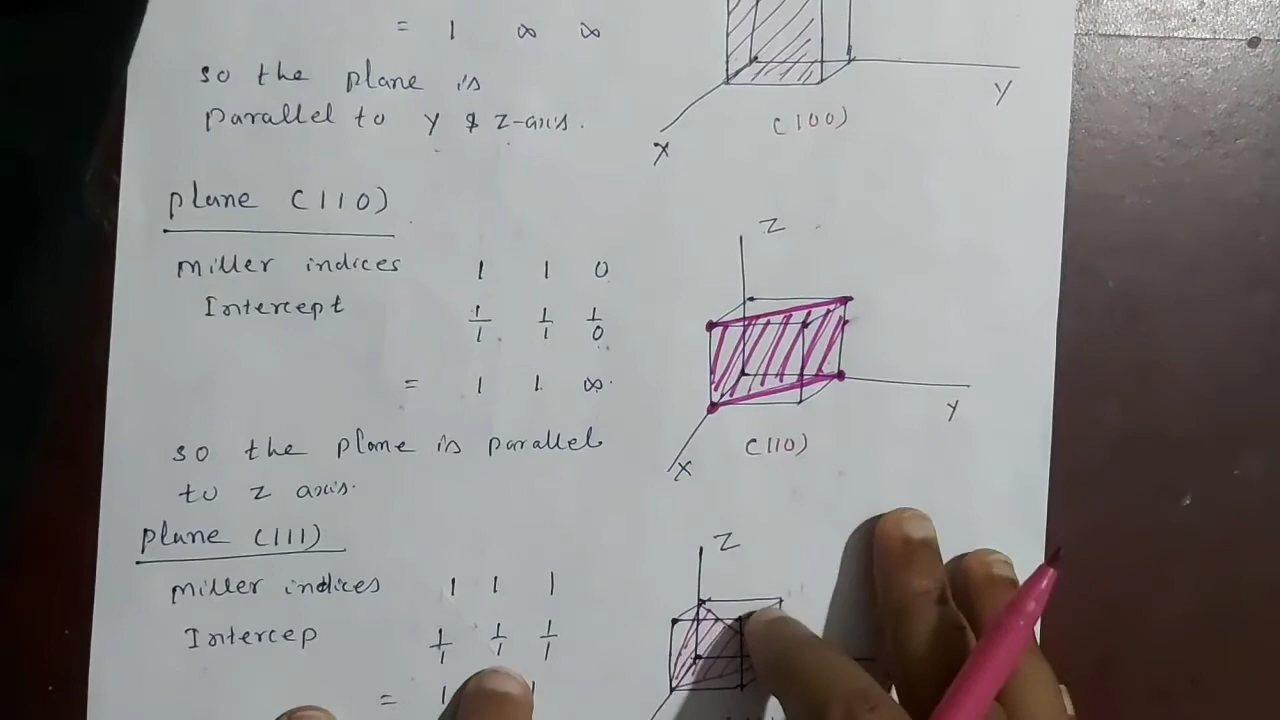 = 1 ∞ ∞
so the plane is
parallel to y & z-axis.
Y
(100)
X
plane (110)
miller indices 1 1 0
Intercept 1/1 1/1 1/0
= 1 1 ∞.
so the plane is parallel
to z axis.
Z
Y
(110)
X
plane (111)
miller indices 1 1 1
Intercep 1/1 1/1 1/1
= 1 1
Z